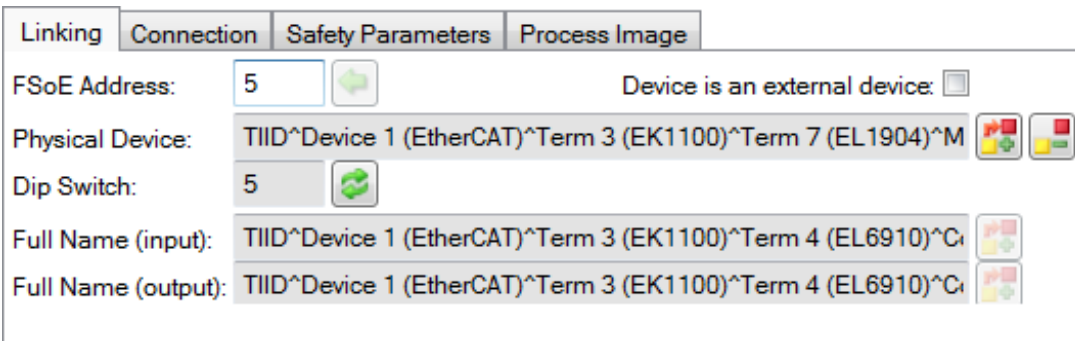 Linking Connection Safety Parameters Process Image
FSoE Address: 5 Device is an external device:
Physical Device: TIID^Device 1 (EtherCAT)^Term 3 (EK1100)^Term 7 (EL1904)^M
Dip Switch: 5
Full Name (input): TIID^Device 1 (EtherCAT)^Term 3 (EK1100)^Term 4 (EL6910)^C
Full Name (output): TIID^Device 1 (EtherCAT)^Term 3 (EK1100)^Term 4 (EL6910)^C